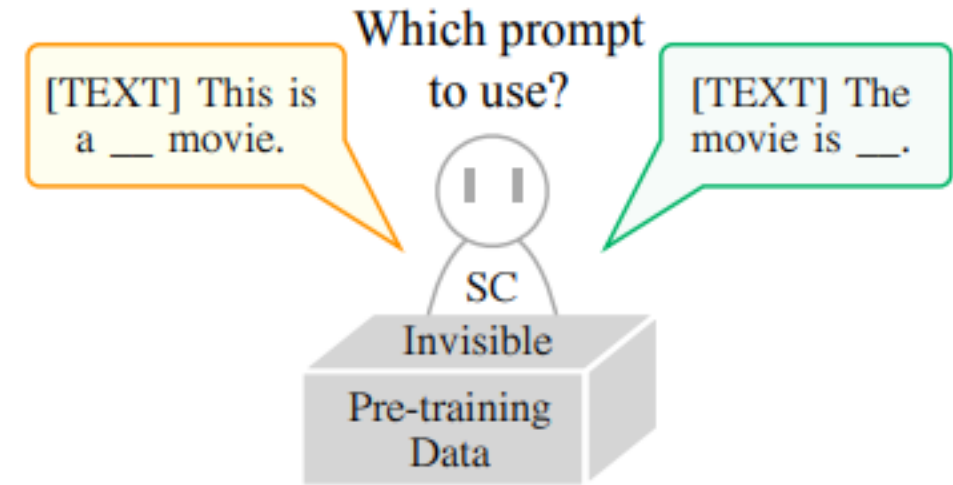 Which prompt
to use?
[TEXT] This is
a __ movie.
[TEXT] The
movie is __.
SC
Invisible
Pre-training
Data